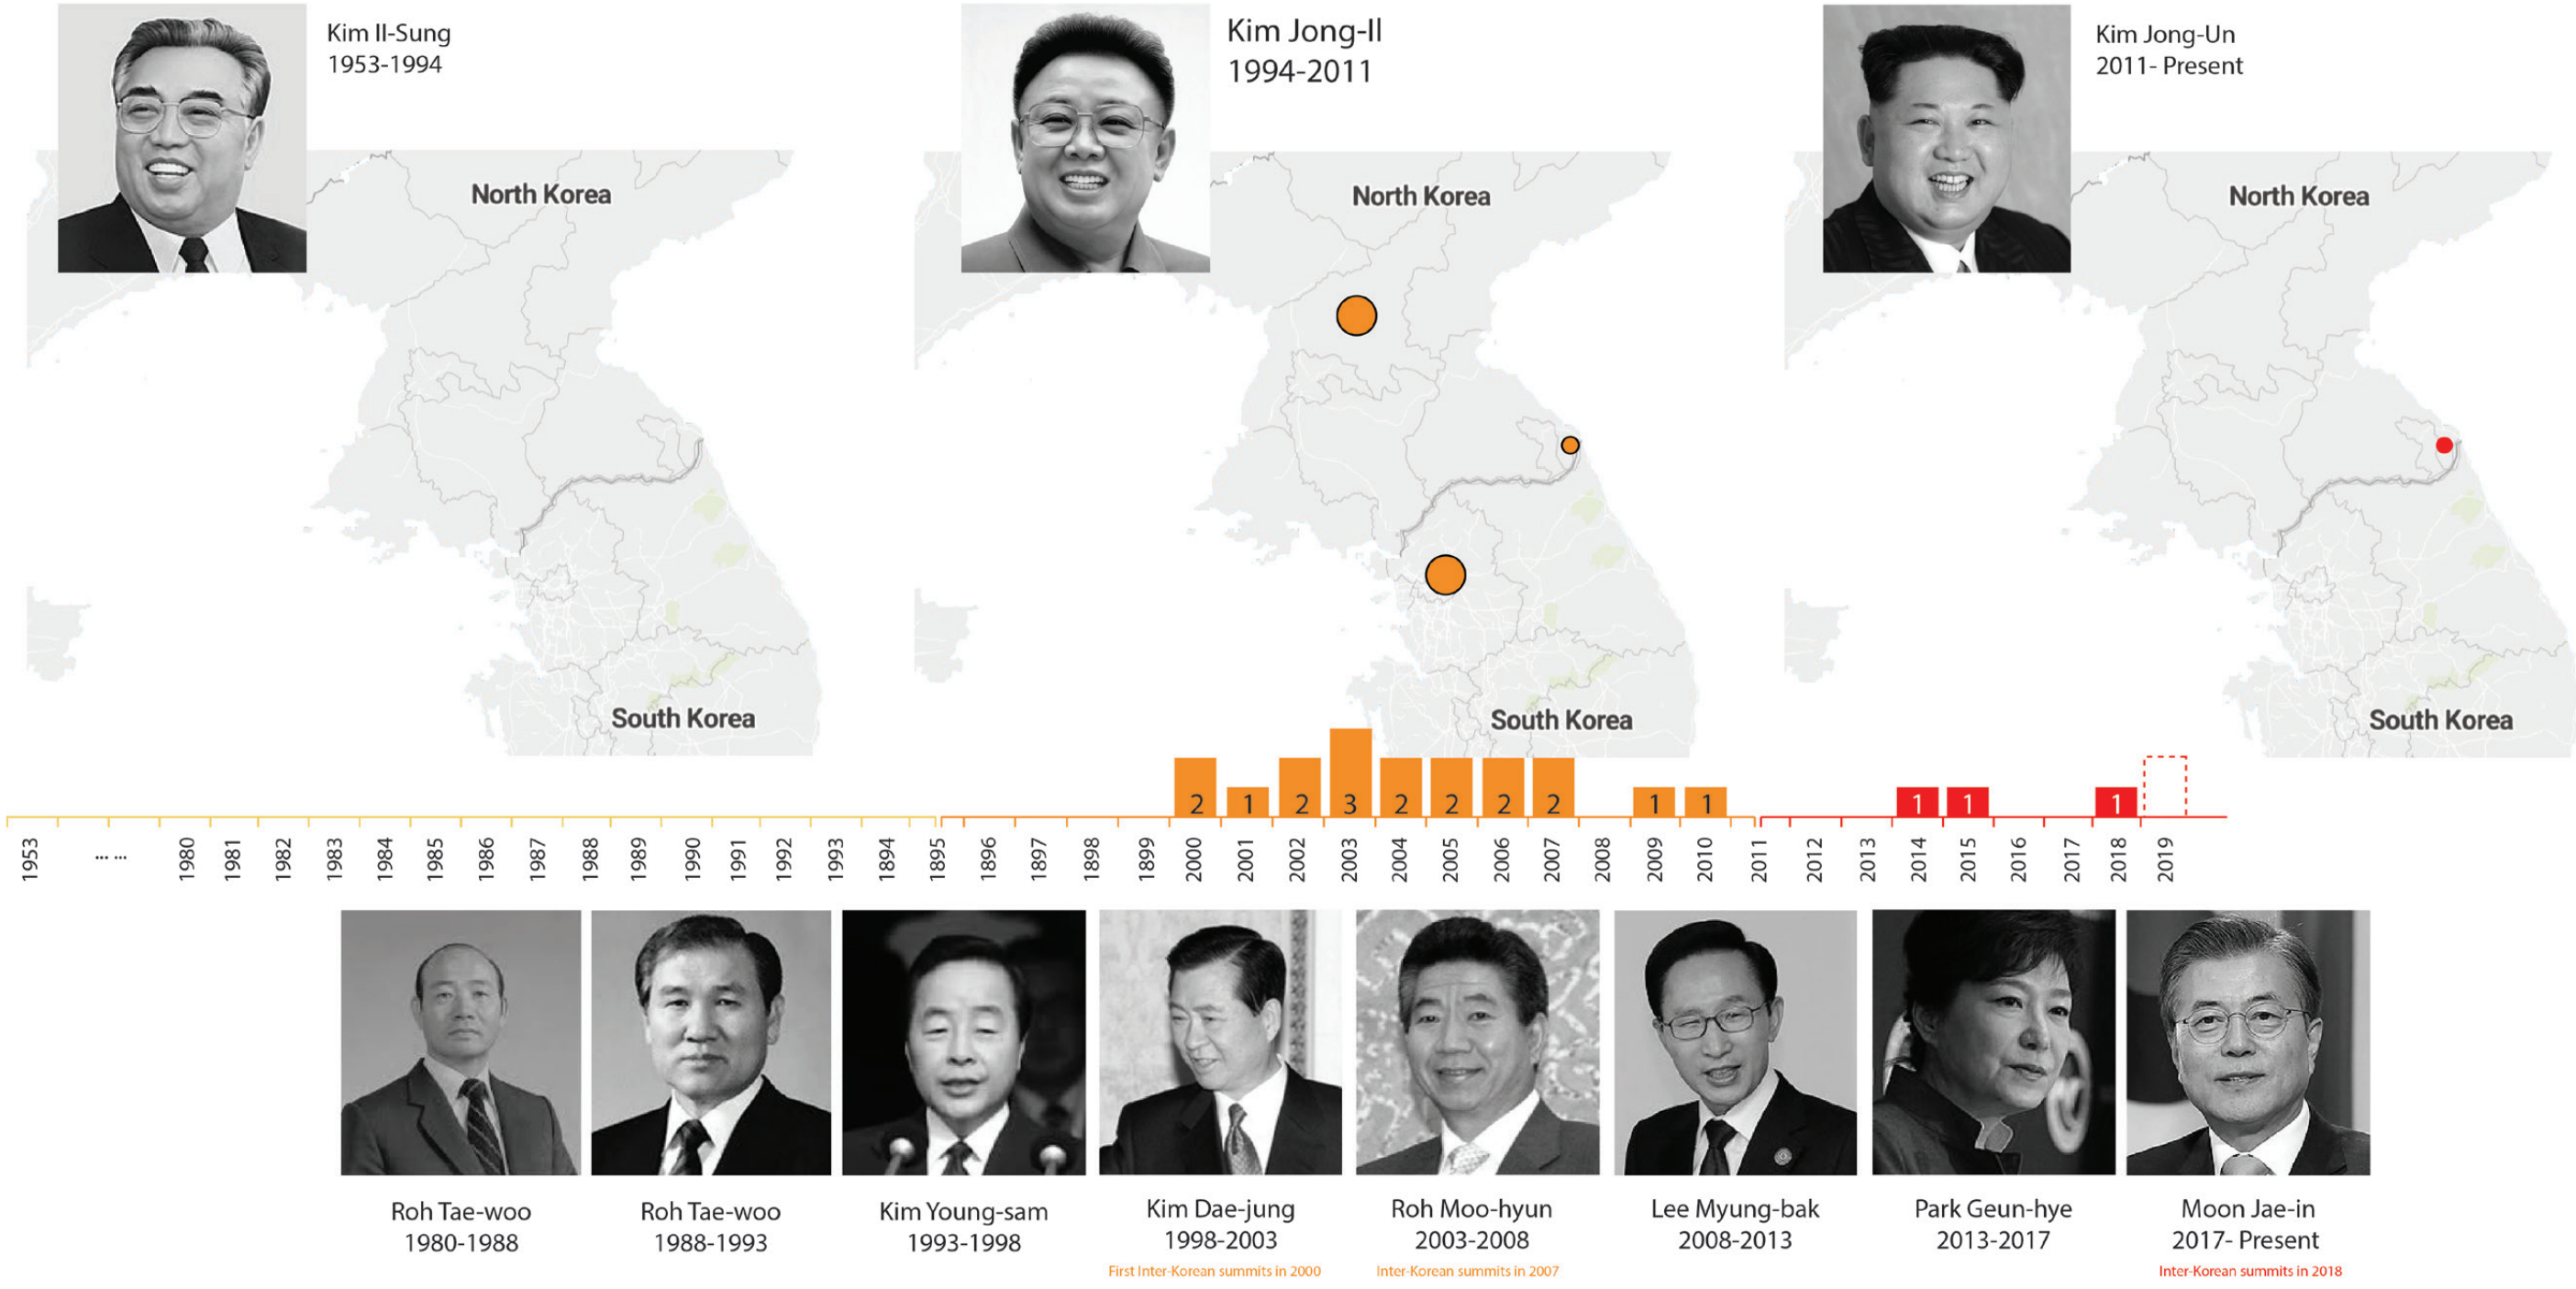 Kim Il-Sung
1953-1994
Kim Jong-Il
1994-2011
Kim Jong-Un
2011- Present
North Korea
North Korea
North Korea
South Korea
South Korea
South Korea
2 1 2 3 2 2 2 2 1 1 1 1 1
1953 ... ... 1980 1981 1982 1983 1984 1985 1986 1987 1988 1989 1990 1991 1992 1993 1894 1895 1896 1897 1898 1899 2000 2001 2002 2003 2004 2005 2006 2007 2008 2009 2010 2011 2012 2013 2014 2015 2016 2017 2018 2019
Roh Tae-woo
1980-1988
Roh Tae-woo
1988-1993
Kim Young-sam
1993-1998
Kim Dae-jung
1998-2003
First Inter-Korean summits in 2000
Roh Moo-hyun
2003-2008
Inter-Korean summits in 2007
Lee Myung-bak
2008-2013
Park Geun-hye
2013-2017
Moon Jae-in
2017- Present
Inter-Korean summits in 2018